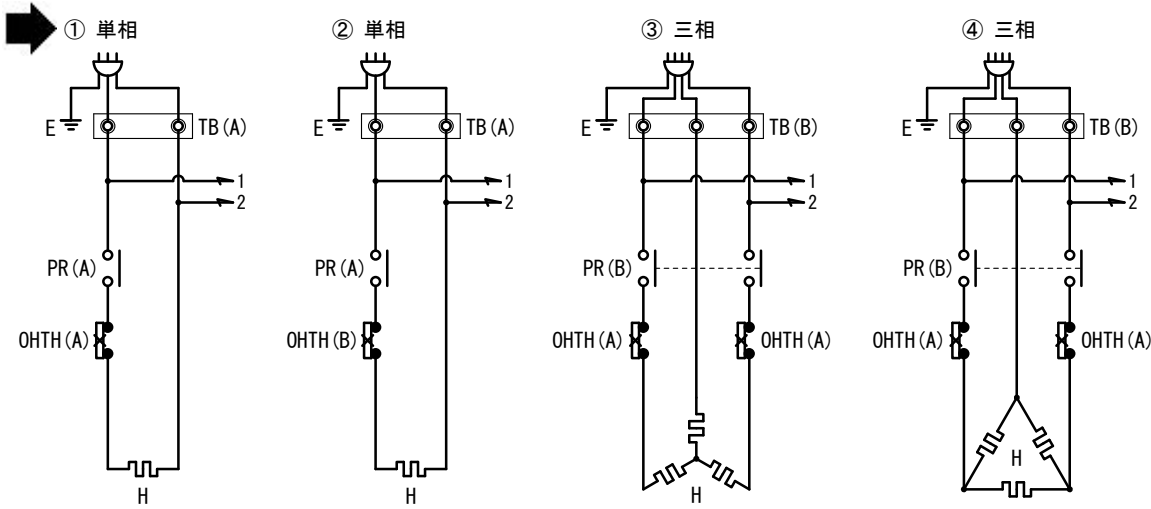 ① 単相 ② 単相 ③ 三相 ④ 三相
E TB(A) E TB(A) E TB(B) E TB(B)
1 1 1 1
2 2 2 2
PR(A) PR(A) PR(B) PR(B)
OHTH(A) OHTH(B) OHTH(A) OHTH(A) OHTH(A) OHTH(A)
H H H H